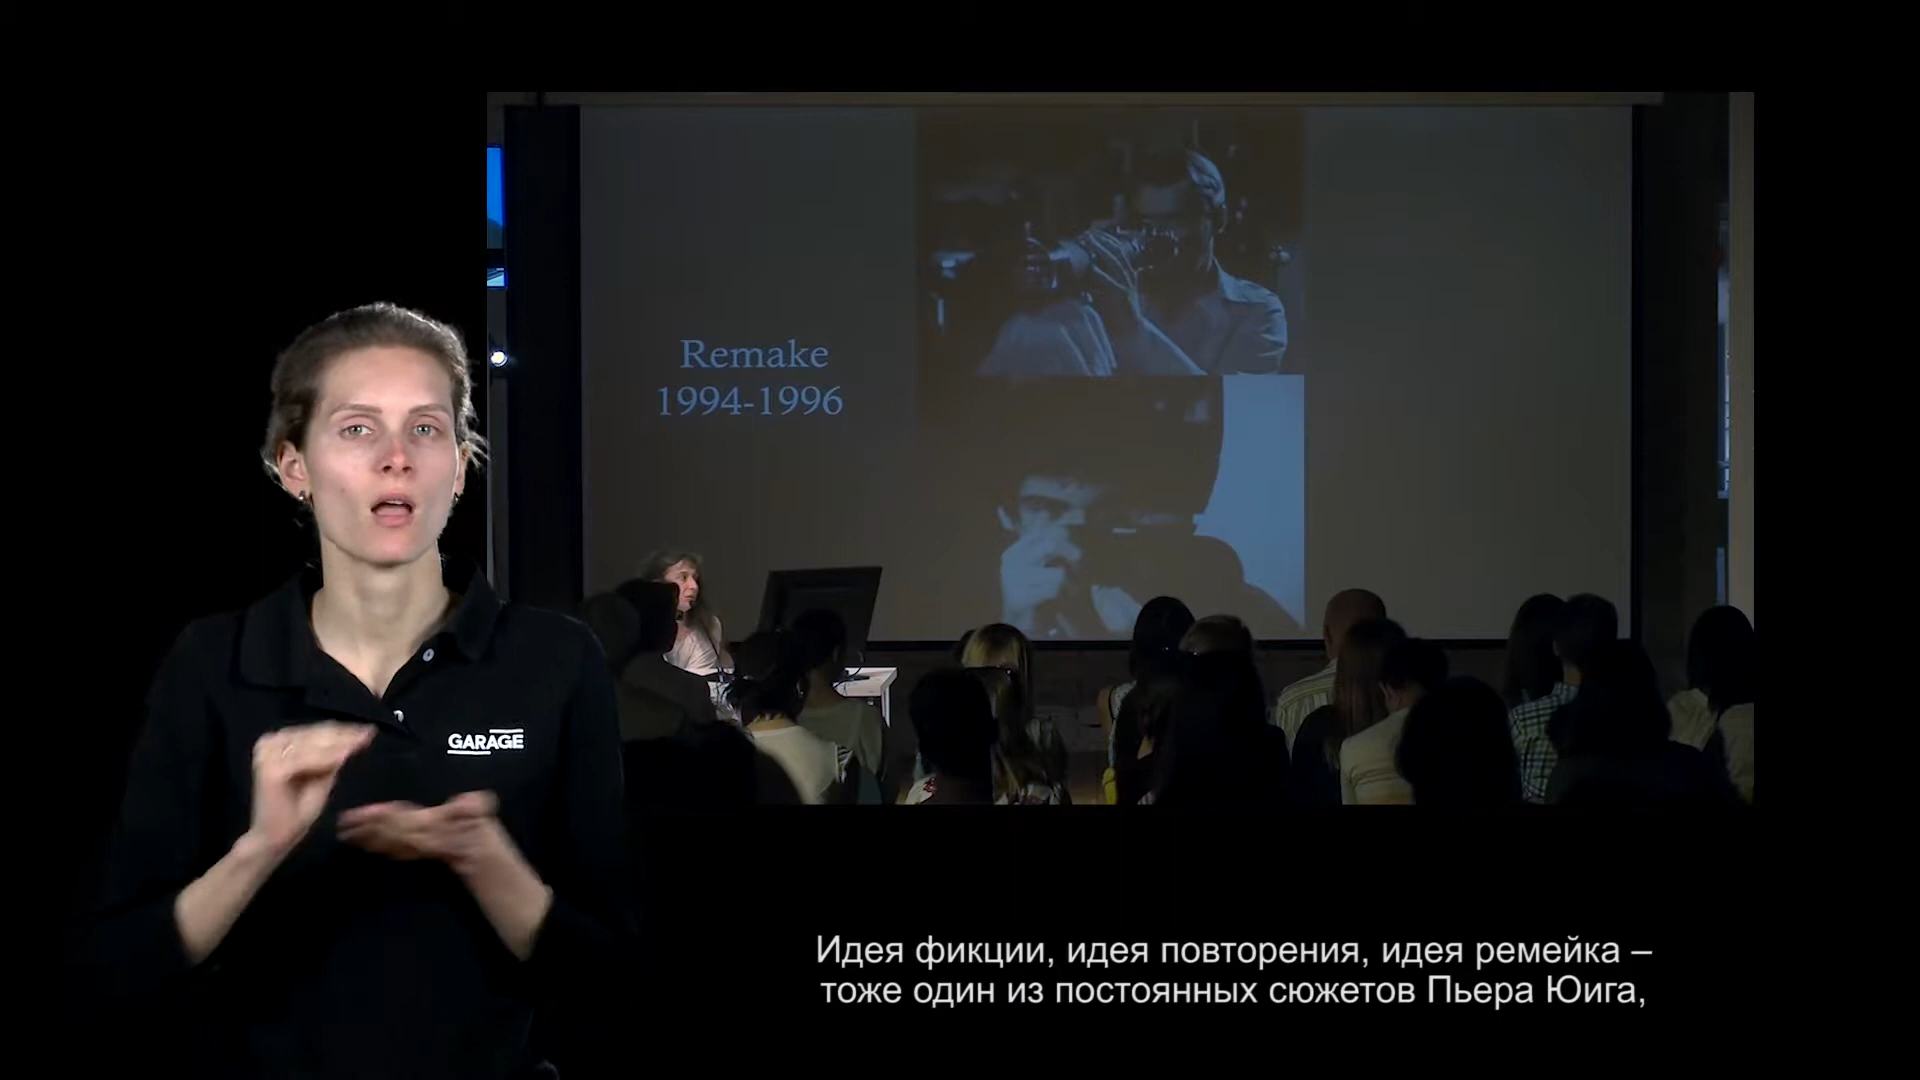 Remake
1994-1996
GARAGE
Идея фикции, идея повторения, идея ремейка –
тоже один из постоянных сюжетов Пьера Юига,